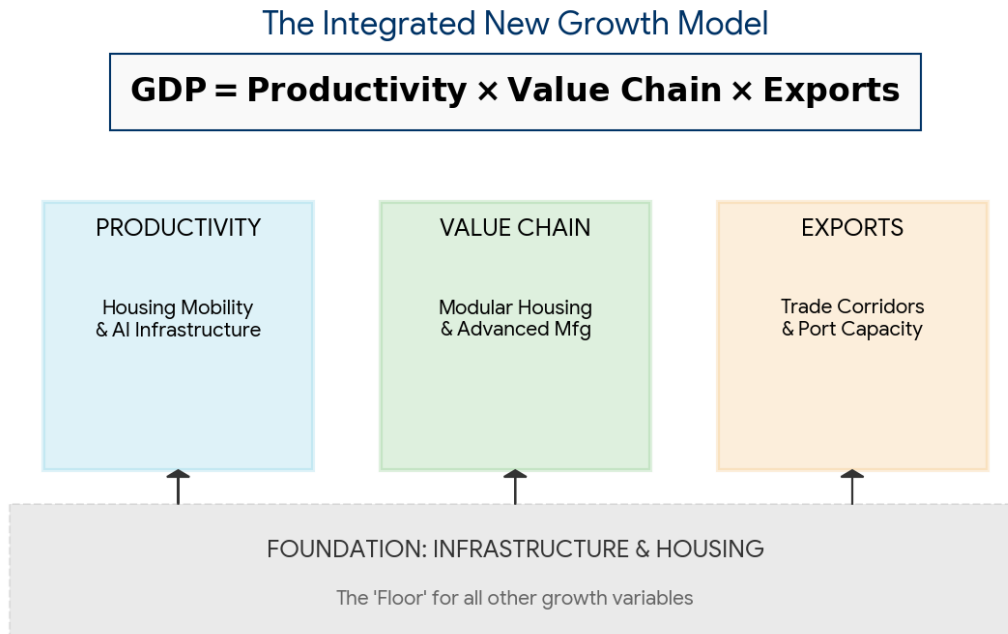 The Integrated New Growth Model
GDP = Productivity × Value Chain × Exports
PRODUCTIVITY
Housing Mobility
& AI Infrastructure
VALUE CHAIN
Modular Housing
& Advanced Mfg
EXPORTS
Trade Corridors
& Port Capacity
FOUNDATION: INFRASTRUCTURE & HOUSING
The 'Floor' for all other growth variables